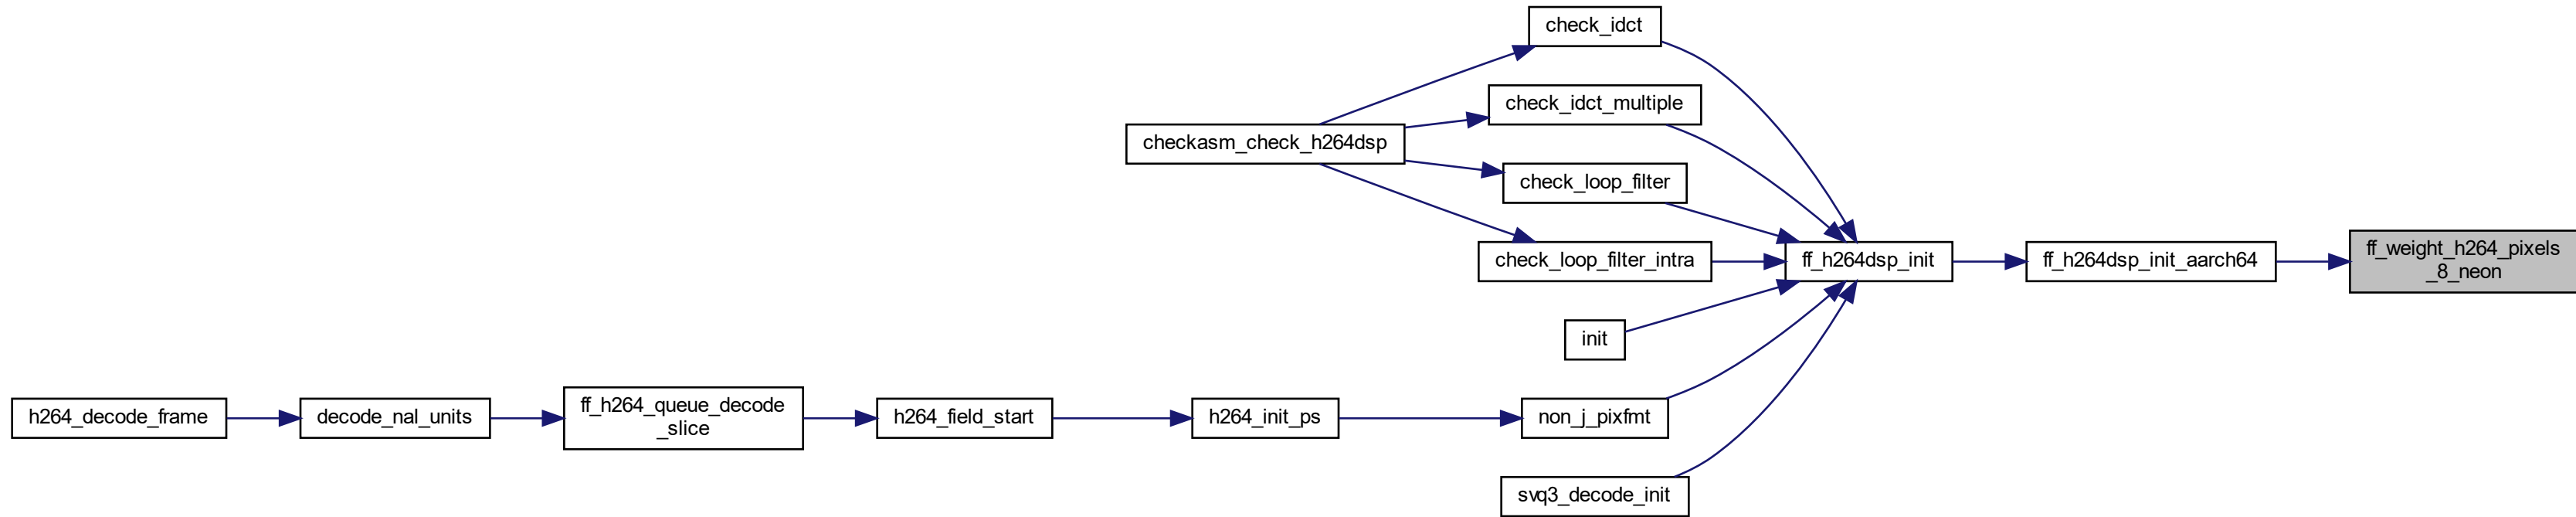 check_idct
check_idct_multiple
checkasm_check_h264dsp
check_loop_filter
check_loop_filter_intra
ff_h264dsp_init
ff_h264dsp_init_aarch64
ff_weight_h264_pixels
_8_neon
init
h264_decode_frame
decode_nal_units
ff_h264_queue_decode
_slice
h264_field_start
h264_init_ps
non_j_pixfmt
svq3_decode_init